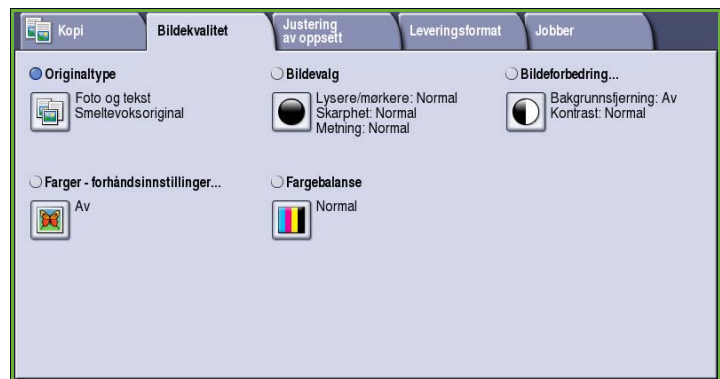 Kopi
Bildekvalitet
Justering
av oppsett
Leveringsformat
Jobber
Originaltype
Foto og tekst
Smeltevoksoriginal
Bildevalg
Lysere/mørkere: Normal
Skarphet: Normal
Metning: Normal
Bildeforbedring...
Bakgrunnsfjerning: Av
Kontrast: Normal
Farger - forhåndsinnstillinger...
Av
Fargebalanse
Normal